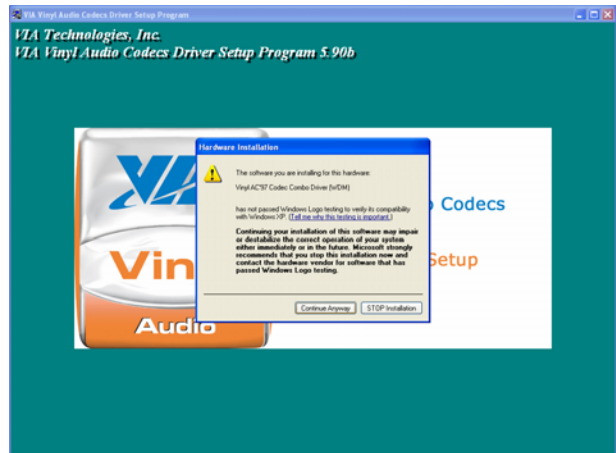 VIA Vinyl Audio Codecs Driver Setup Program
VIA Technologies, Inc.
VIA Vinyl Audio Codecs Driver Setup Program 5.90b
Hardware Installation
The software you are installing for this hardware:
Vinyl AC'97 Codec Combo Driver (WDM)
has not passed Windows Logo testing to verify its compatibility
with Windows XP. (Tell me why this testing is important.)
Continuing your installation of this software may impair
or destabilize the correct operation of your system
either immediately or in the future. Microsoft strongly
recommends that you stop this installation now and
contact the hardware vendor for software that has
passed Windows Logo testing.
Continue Anyway
STOP Installation
VIA
Vin
Audio
Codecs
Setup